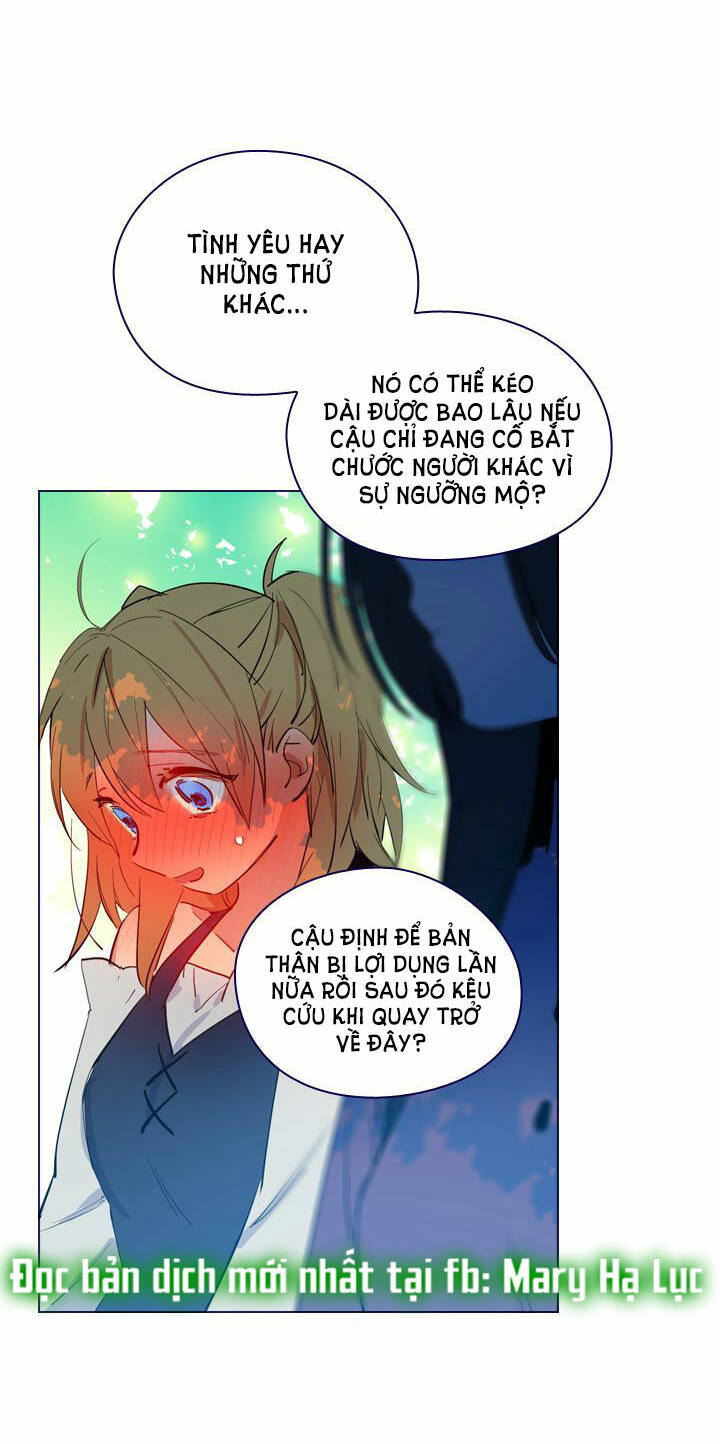 TÌNH YÊU HAY
NHỮNG THỨ
KHÁC...
NÓ CÓ THỂ KÉO
DÀI ĐƯỢC BAO LÂU NẾU
CẬU CHỈ ĐANG CỐ BẮT
CHƯỚC NGƯỜI KHÁC VÌ
SỰ NGƯỠNG MỘ?
CẬU ĐỊNH ĐỂ BẢN
THÂN BỊ LỢI DỤNG LẦN
NỮA RỒI SAU ĐÓ KÊU
CỨU KHI QUAY TRỞ
VỀ ĐÂY?
Đọc bản dịch mới nhất tại fb: Mary Hạ Lục